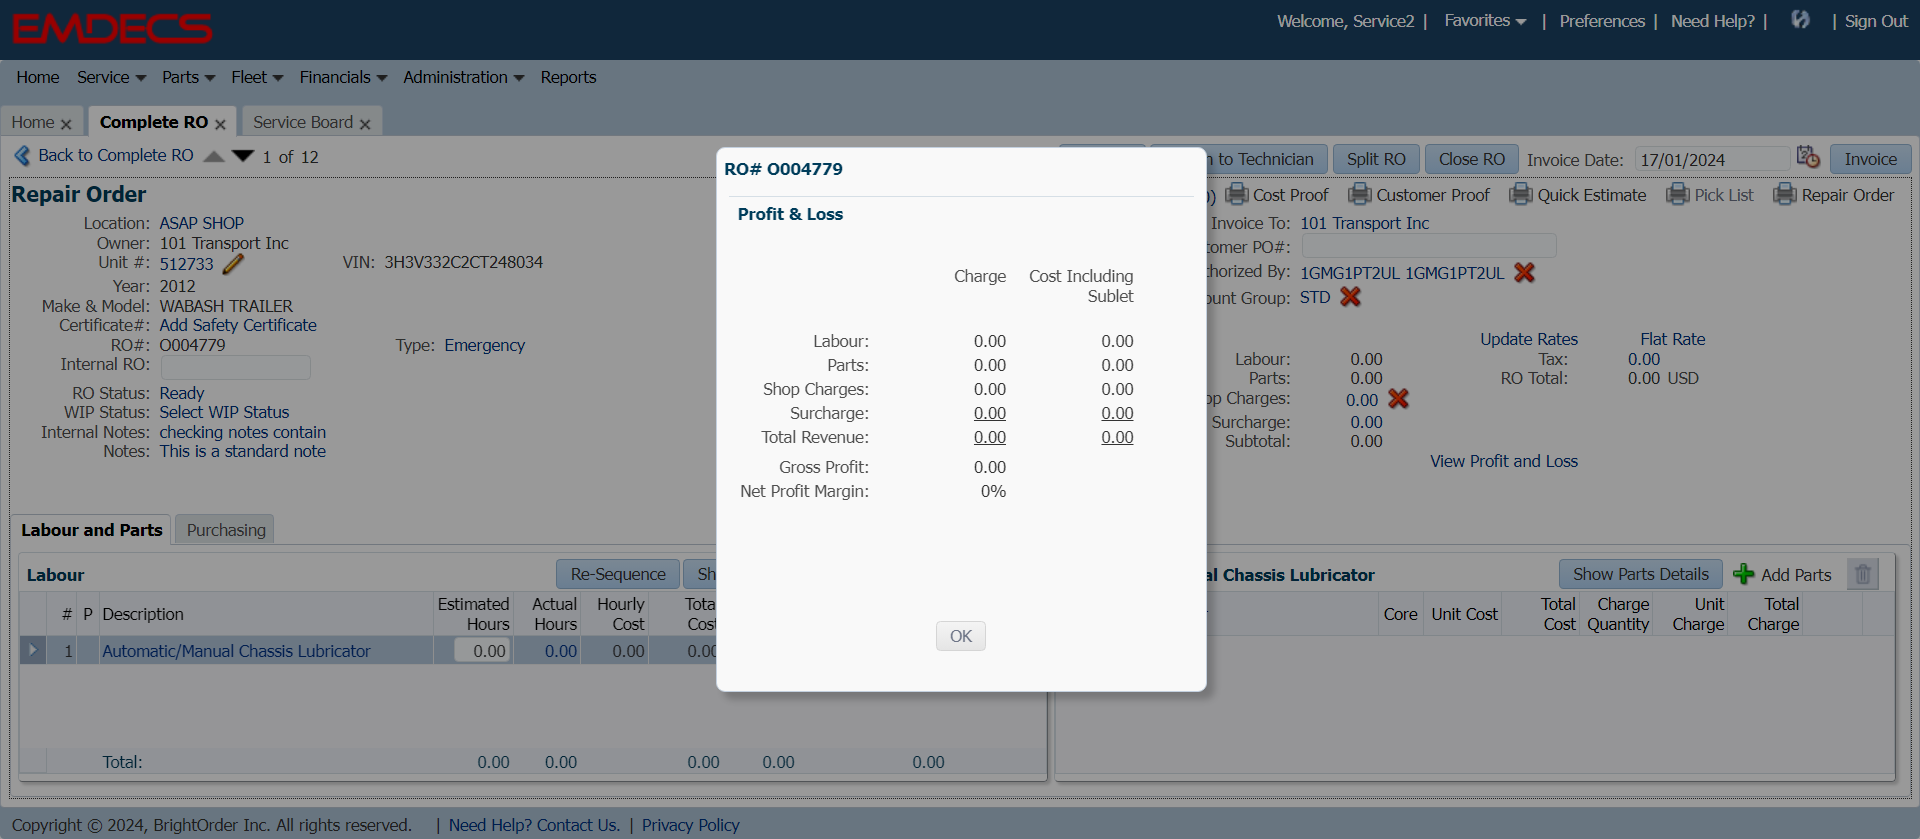 EMDECS
Welcome, Service2 | Favorites | Preferences | Need Help? | | Sign Out
Home Service Parts Fleet Financials Administration Reports
Home Complete RO Service Board
Back to Complete RO 1 of 12
to Technician Split RO Close RO Invoice Date: 17/01/2024 Invoice
Repair Order
Cost Proof Customer Proof Quick Estimate Pick List Repair Order
Location: ASAP SHOP
Owner: 101 Transport Inc
Unit #: 512733 VIN: 3H3V332C2CT248034
Year: 2012
Make & Model: WABASH TRAILER
Certificate#: Add Safety Certificate
RO#: O004779 Type: Emergency
Internal RO:
RO Status: Ready
WIP Status: Select WIP Status
Internal Notes: checking notes contain
Notes: This is a standard note
RO# O004779
Profit & Loss
Charge Cost Including
Sublet
Labour: 0.00 0.00
Parts: 0.00 0.00
Shop Charges: 0.00 0.00
Surcharge: 0.00 0.00
Total Revenue: 0.00 0.00
Gross Profit: 0.00
Net Profit Margin: 0%
OK
Invoice To: 101 Transport Inc
tomer PO#:
thorized By: 1GMG1PT2UL 1GMG1PT2UL
ount Group: STD
Update Rates Flat Rate
Labour: 0.00 Tax: 0.00
Parts: 0.00 RO Total: 0.00 USD
op Charges: 0.00
Surcharge: 0.00
Subtotal: 0.00
View Profit and Loss
Labour and Parts Purchasing
Labour Re-Sequence Sh
# P Description Estimated Hours Actual Hours Hourly Cost Tota Cos
1 Automatic/Manual Chassis Lubricator 0.00 0.00 0.00 0.00
Total: 0.00 0.00 0.00 0.00 0.00
al Chassis Lubricator Show Parts Details Add Parts
Core Unit Cost Total Cost Charge Quantity Unit Charge Total Charge
Copyright © 2024, BrightOrder Inc. All rights reserved. | Need Help? Contact Us. | Privacy Policy